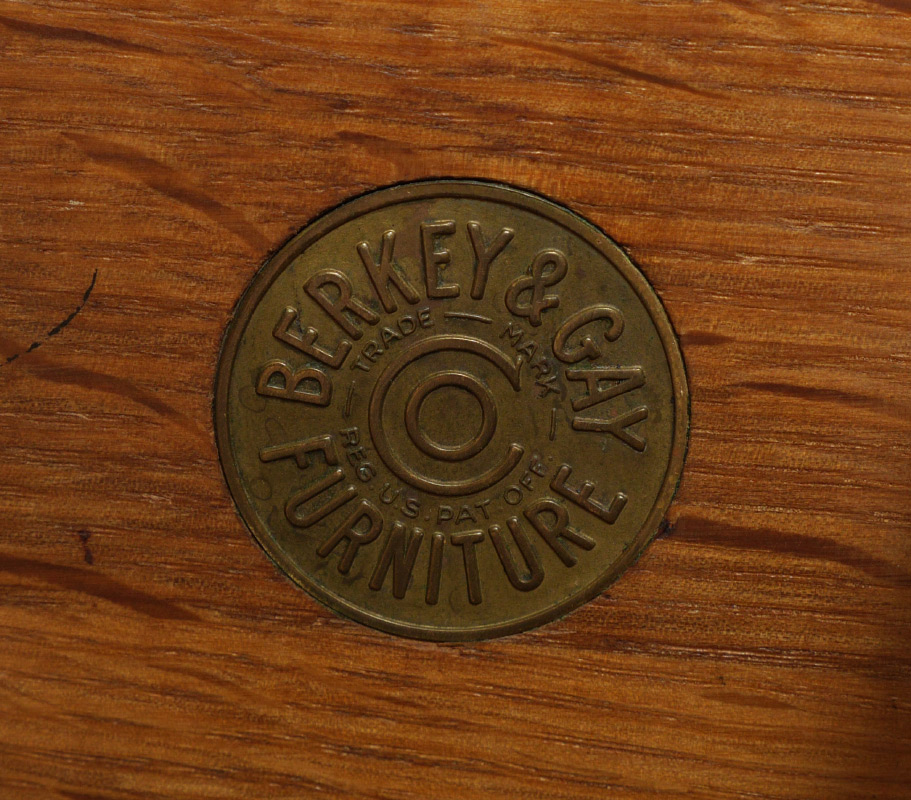 BERKEY & GAY
FURNITURE
TRADE MARK
REG U.S. PAT OFF.